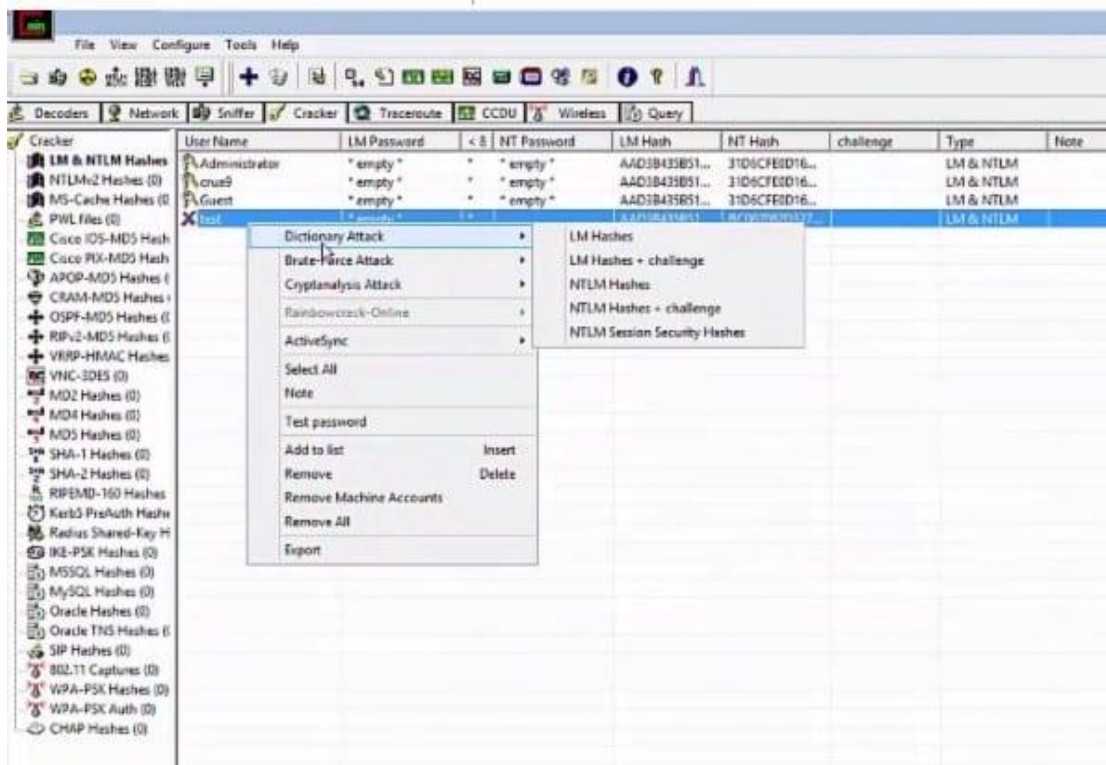 File View Configure Tools Help
Decoders Network Sniffer Cracker Traceroute CCDU Wireless Query
Cracker
LM & NTLM Hashes
NTLMv2 Hashes (0)
MS-Cache Hashes (0
PWL files (0)
Cisco IOS-MD5 Hash
Cisco PIX-MD5 Hash
APOP-MD5 Hashes (
CRAM-MD5 Hashes (
OSPF-MD5 Hashes (0
RIPv2-MD5 Hashes (0
VRRP-HMAC Hashes
VNC-3DES (0)
MD2 Hashes (0)
MD4 Hashes (0)
MD5 Hashes (0)
SHA-1 Hashes (0)
SHA-2 Hashes (0)
RIPEMD-160 Hashes
Kerb5 PreAuth Hashe
Radius Shared-Key H
IKE-PSK Hashes (0)
MSSQL Hashes (0)
MySQL Hashes (0)
Oracle Hashes (0)
Oracle TNS Hashes (0
SIP Hashes (0)
802.11 Captures (0)
WPA-PSK Hashes (0)
WPA-PSK Auth (0)
CHAP Hashes (0)
User Name LM Password < 8 NT Password LM Hash NT Hash challenge Type Note
Administrator * empty * * * empty * AAD3B435B51... 31D6CFE0D16... LM & NTLM
crue9 * empty * * * empty * AAD3B435B51... 31D6CFE0D16... LM & NTLM
Guest * empty * * * empty * AAD3B435B51... 31D6CFE0D16... LM & NTLM
test * empty * * AAD3B435B51... LM & NTLM
Dictionary Attack
Brute-Force Attack
Cryptanalysis Attack
Rainbowcrack-Online
ActiveSync
Select All
Note
Test password
Add to list Insert
Remove Delete
Remove Machine Accounts
Remove All
Export
LM Hashes
LM Hashes + challenge
NTLM Hashes
NTLM Hashes + challenge
NTLM Session Security Hashes